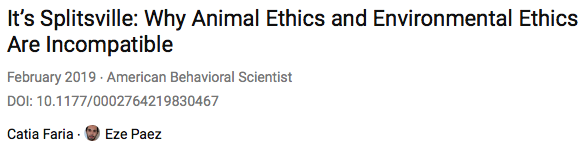 It’s Splitsville: Why Animal Ethics and Environmental Ethics
Are Incompatible
February 2019 · American Behavioral Scientist
DOI: 10.1177/0002764219830467
Catia Faria · Eze Paez